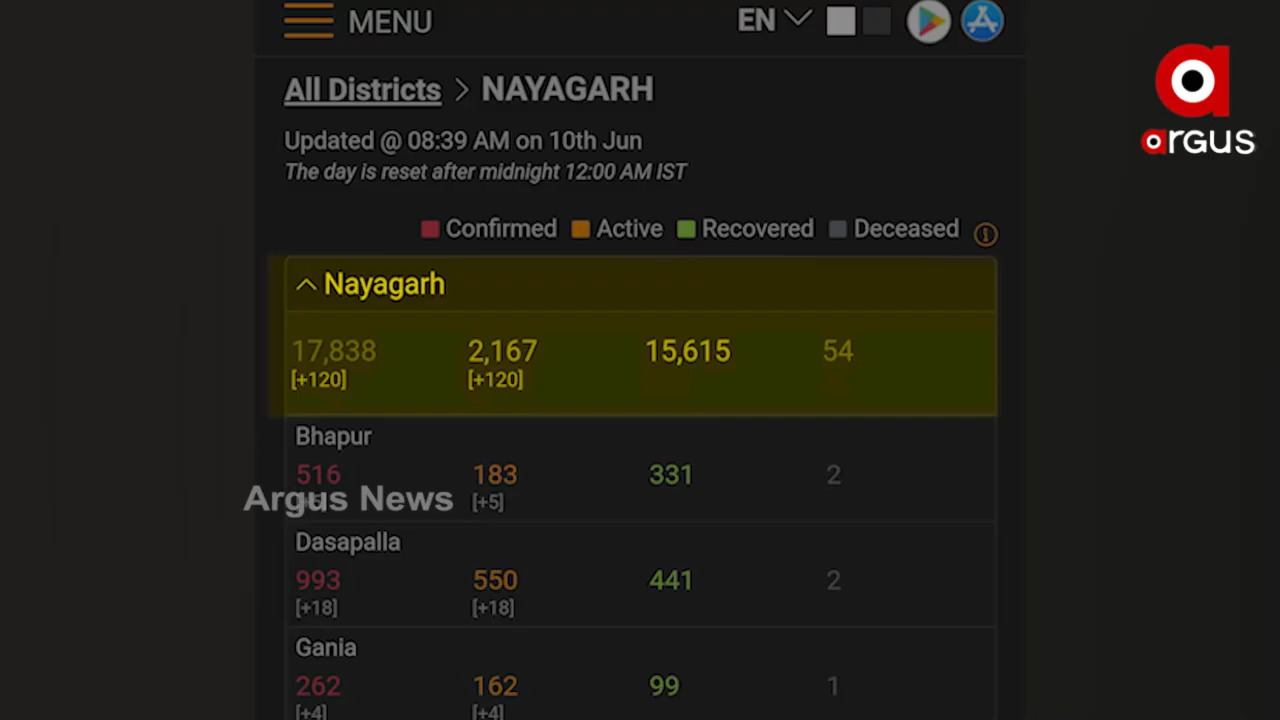 MENU EN
All Districts > NAYAGARH
Updated @ 08:39 AM on 10th Jun
The day is reset after midnight 12:00 AM IST
Confirmed Active Recovered Deceased
Nayagarh
17,838 2,167 15,615 54
[+120] [+120]
Bhapur
516 183 331 2
[+5] [+5]
Argus News
Dasapalla
993 550 441 2
[+18] [+18]
Gania
262 162 99 1
[+4] [+4]
argus